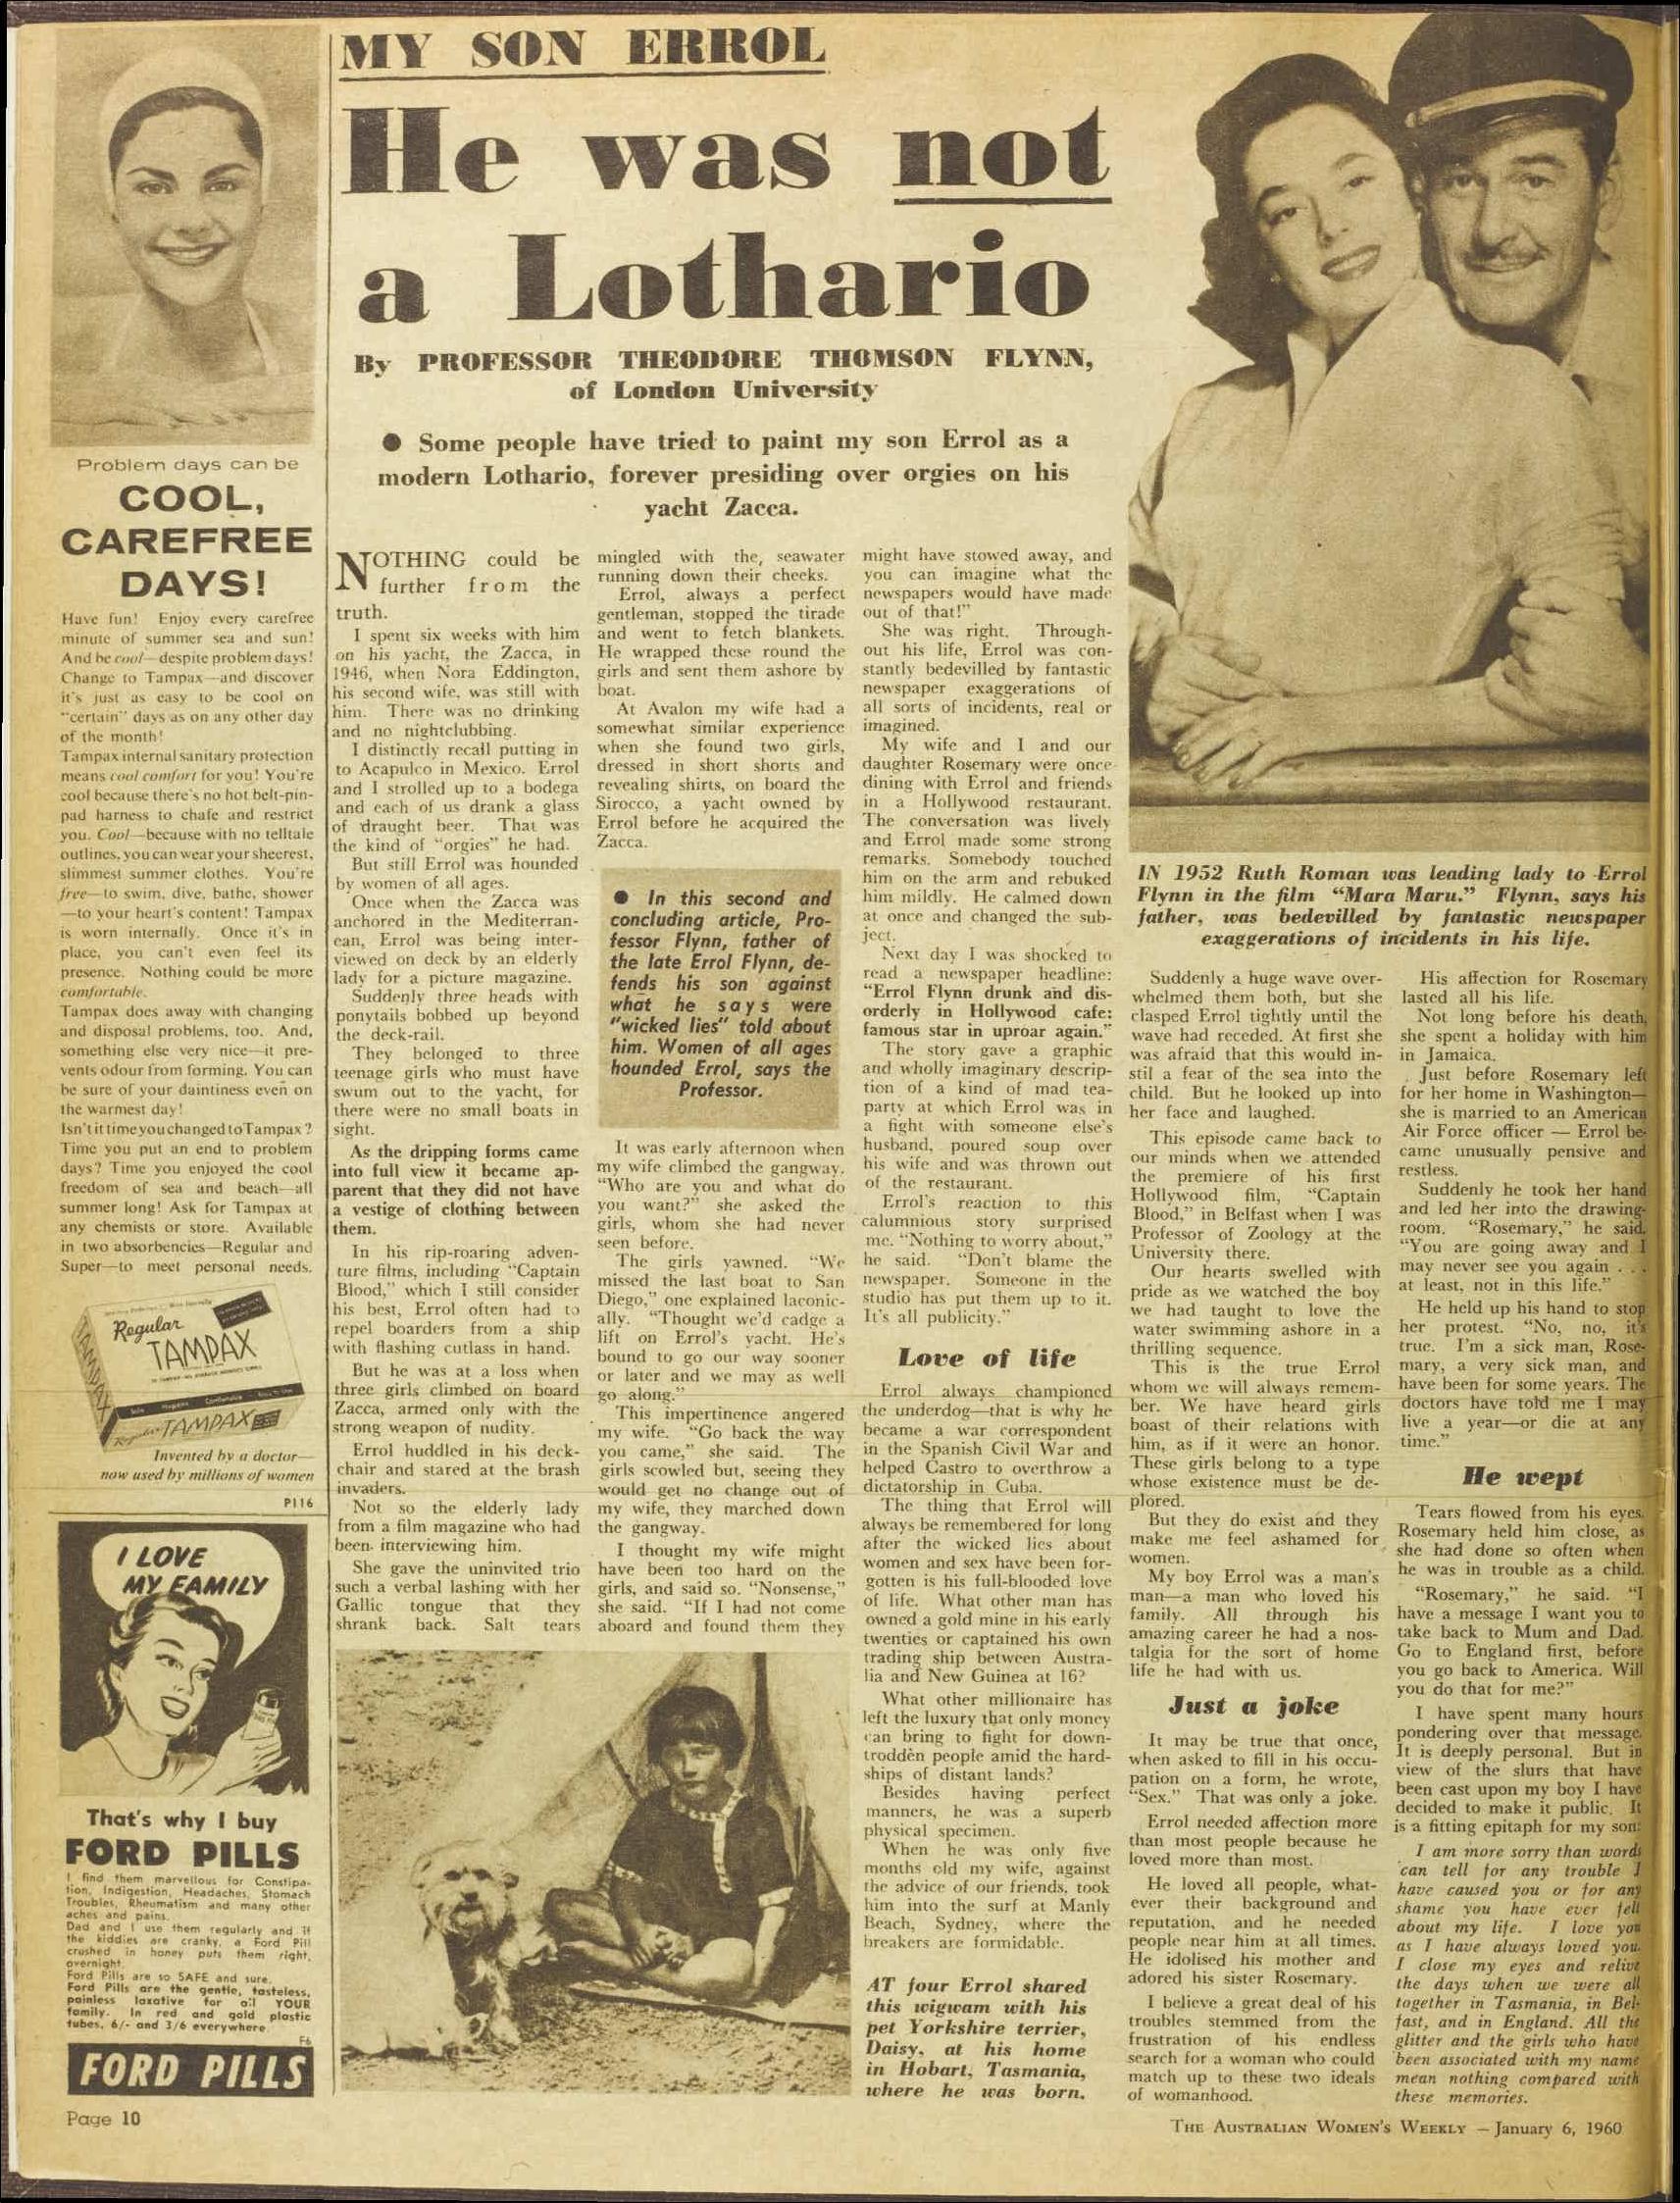 MY SON ERROL
He was not
a Lothario
By PROFESSOR THEODORE THOMSON FLYNN,
of London University
● Some people have tried to paint my son Errol as a
modern Lothario, forever presiding over orgies on his
yacht Zacca.
NOTHING could be
further from the
truth.
I spent six weeks with him
on his yacht, the Zacca, in
1946, when Nora Eddington,
his second wife, was still with
him. There was no drinking
and no nightclubbing.
I distinctly recall putting in
to Acapulco in Mexico. Errol
and I strolled up to a bodega
and each of us drank a glass
of draught beer. That was
the kind of "orgies" he had.
But still Errol was hounded
by women of all ages.
Once when the Zacca was
anchored in the Mediterran-
ean, Errol was being inter-
viewed on deck by an elderly
lady for a picture magazine.
Suddenly three heads with
ponytails bobbed up beyond
the deck-rail.
They belonged to three
teenage girls who must have
swum out to the yacht, for
there were no small boats in
sight.
As the dripping forms came
into full view it became ap-
parent that they did not have
a vestige of clothing between
them.
In his rip-roaring adven-
ture films, including "Captain
Blood," which I still consider
his best, Errol often had to
repel boarders from a ship
with flashing cutlass in hand.
But he was at a loss when
three girls climbed on board
Zacca, armed only with the
strong weapon of nudity.
Errol huddled in his deck-
chair and stared at the brash
invaders.
Not so the elderly lady
from a film magazine who had
been interviewing him.
She gave the uninvited trio
such a verbal lashing with her
Gallic tongue that they
shrank back. Salt tears
mingled with the, seawater
running down their cheeks.
Errol, always a perfect
gentleman, stopped the tirade
and went to fetch blankets.
He wrapped these round the
girls and sent them ashore by
boat.
At Avalon my wife had a
somewhat similar experience
when she found two girls,
dressed in short shorts and
revealing shirts, on board the
Sirocco, a yacht owned by
Errol before he acquired the
Zacca.
● In this second and
concluding article, Pro-
fessor Flynn, father of
the late Errol Flynn, de-
fends his son against
what he says were
"wicked lies" told about
him. Women of all ages
hounded Errol, says the
Professor.
It was early afternoon when
my wife climbed the gangway.
"Who are you and what do
you want?" she asked the
girls, whom she had never
seen before.
The girls yawned. "We
missed the last boat to San
Diego," one explained laconic-
ally. "Thought we'd cadge a
lift on Errol's yacht. He's
bound to go our way sooner
or later and we may as well
go along."
This impertinence angered
my wife. "Go back the way
you came," she said. The
girls scowled but, seeing they
would get no change out of
my wife, they marched down
the gangway.
I thought my wife might
have been too hard on the
girls, and said so. "Nonsense,"
she said. "If I had not come
aboard and found them they
might have stowed away, and
you can imagine what the
newspapers would have made
out of that!"
She was right. Through-
out his life, Errol was con-
stantly bedevilled by fantastic
newspaper exaggerations of
all sorts of incidents, real or
imagined.
My wife and I and our
daughter Rosemary were once
dining with Errol and friends
in a Hollywood restaurant.
The conversation was lively
and Errol made some strong
remarks. Somebody touched
him on the arm and rebuked
him mildly. He calmed down
at once and changed the sub-
ject.
Next day I was shocked to
read a newspaper headline:
"Errol Flynn drunk and dis-
orderly in Hollywood cafe:
famous star in uproar again."
The story gave a graphic
and wholly imaginary descrip-
tion of a kind of mad tea-
party at which Errol was in
a fight with someone else's
husband, poured soup over
his wife and was thrown out
of the restaurant.
Errol's reaction to this
calumnious story surprised
me. "Nothing to worry about,"
he said. "Don't blame the
newspaper. Someone in the
studio has put them up to it.
It's all publicity."
Love of life
Errol always championed
the underdog—that is why he
became a war correspondent
in the Spanish Civil War and
helped Castro to overthrow a
dictatorship in Cuba.
The thing that Errol will
always be remembered for long
after the wicked lies about
women and sex have been for-
gotten is his full-blooded love
of life. What other man has
owned a gold mine in his early
twenties or captained his own
trading ship between Austra-
lia and New Guinea at 16?
What other millionaire has
left the luxury that only money
can bring to fight for down-
trodden people amid the hard-
ships of distant lands?
Besides having perfect
manners, he was a superb
physical specimen.
When he was only five
months old my wife, against
the advice of our friends, took
him into the surf at Manly
Beach, Sydney, where the
breakers are formidable.
AT four Errol shared
this wigwam with his
pet Yorkshire terrier,
Daisy, at his home
in Hobart, Tasmania,
where he was born.
IN 1952 Ruth Roman was leading lady to Errol
Flynn in the film "Mara Maru." Flynn, says his
father, was bedevilled by fantastic newspaper
exaggerations of incidents in his life.
Suddenly a huge wave over-
whelmed them both, but she
clasped Errol tightly until the
wave had receded. At first she
was afraid that this would in-
stil a fear of the sea into the
child. But he looked up into
her face and laughed.
This episode came back to
our minds when we attended
the premiere of his first
Hollywood film, "Captain
Blood," in Belfast when I was
Professor of Zoology at the
University there.
Our hearts swelled with
pride as we watched the boy
we had taught to love the
water swimming ashore in a
thrilling sequence.
This is the true Errol
whom we will always remem-
ber. We have heard girls
boast of their relations with
him, as if it were an honor.
These girls belong to a type
whose existence must be de-
plored.
But they do exist and they
make me feel ashamed for
women.
My boy Errol was a man's
man—a man who loved his
family. All through his
amazing career he had a nos-
talgia for the sort of home
life he had with us.
Just a joke
It may be true that once,
when asked to fill in his occu-
pation on a form, he wrote,
"Sex." That was only a joke.
Errol needed affection more
than most people because he
loved more than most.
He loved all people, what-
ever their background and
reputation, and he needed
people near him at all times.
He idolised his mother and
adored his sister Rosemary.
I believe a great deal of his
troubles stemmed from the
frustration of his endless
search for a woman who could
match up to these two ideals
of womanhood.
His affection for Rosemary
lasted all his life.
Not long before his death,
she spent a holiday with him
in Jamaica.
Just before Rosemary left
for her home in Washington—
she is married to an American
Air Force officer — Errol be-
came unusually pensive and
restless.
Suddenly he took her hand
and led her into the drawing-
room. "Rosemary," he said.
"You are going away and I
may never see you again . . .
at least, not in this life."
He held up his hand to stop
her protest. "No, no, it's
true. I'm a sick man, Rose-
mary, a very sick man, and
have been for some years. The
doctors have told me I may
live a year—or die at any
time."
He wept
Tears flowed from his eyes.
Rosemary held him close, as
she had done so often when
he was in trouble as a child.
"Rosemary," he said. "I
have a message I want you to
take back to Mum and Dad.
Go to England first, before
you go back to America. Will
you do that for me?"
I have spent many hours
pondering over that message.
It is deeply personal. But in
view of the slurs that have
been cast upon my boy I have
decided to make it public. It
is a fitting epitaph for my son:
I am more sorry than words
can tell for any trouble I
have caused you or for any
shame you have ever felt
about my life. I love you
as I have always loved you.
I close my eyes and relive
the days when we were all
together in Tasmania, in Bel-
fast, and in England. All the
glitter and the girls who have
been associated with my name
mean nothing compared with
these memories.
Problem days can be
COOL,
CAREFREE
DAYS!
Have fun! Enjoy every carefree
minute of summer sea and sun!
And be cool—despite problem days!
Change to Tampax—and discover
it's just as easy to be cool on
"certain" days as on any other day
of the month!
Tampax internal sanitary protection
means cool comfort for you! You're
cool because there's no hot belt-pin-
pad harness to chafe and restrict
you. Cool—because with no telltale
outlines, you can wear your sheerest,
slimmest summer clothes. You're
free—to swim, dive, bathe, shower
—to your heart's content! Tampax
is worn internally. Once it's in
place, you can't even feel its
presence. Nothing could be more
comfortable.
Tampax does away with changing
and disposal problems, too. And,
something else very nice—it pre-
vents odour from forming. You can
be sure of your daintiness even on
the warmest day!
Isn't it time you changed to Tampax?
Time you put an end to problem
days? Time you enjoyed the cool
freedom of sea and beach—all
summer long! Ask for Tampax at
any chemists or store. Available
in two absorbencies—Regular and
Super—to meet personal needs.
Regular
TAMPAX
TAMPAX
Regular TAMPAX
Invented by a doctor—
now used by millions of women
P116
I LOVE
MY FAMILY
That's why I buy
FORD PILLS
I find them marvellous for Constipa-
tion, Indigestion, Headaches, Stomach
Troubles, Rheumatism and many other
aches and pains.
Dad and I use them regularly and if
the kiddies are cranky, a Ford Pill
crushed in honey puts them right,
overnight.
Ford Pills are so SAFE and sure.
Ford Pills are the gentle, tasteless,
painless laxative for all YOUR
family. In red and gold plastic
tubes, 6/- and 3/6 everywhere.
F6
FORD PILLS
Page 10
THE AUSTRALIAN WOMEN'S WEEKLY — January 6, 1960